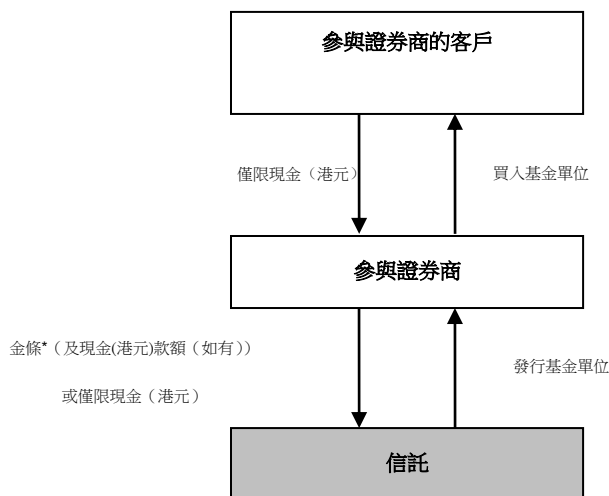 參與證券商的客戶
僅限現金（港元）
買入基金單位
參與證券商
金條*（及現金(港元)款額（如有））
或僅限現金（港元）
發行基金單位
信託